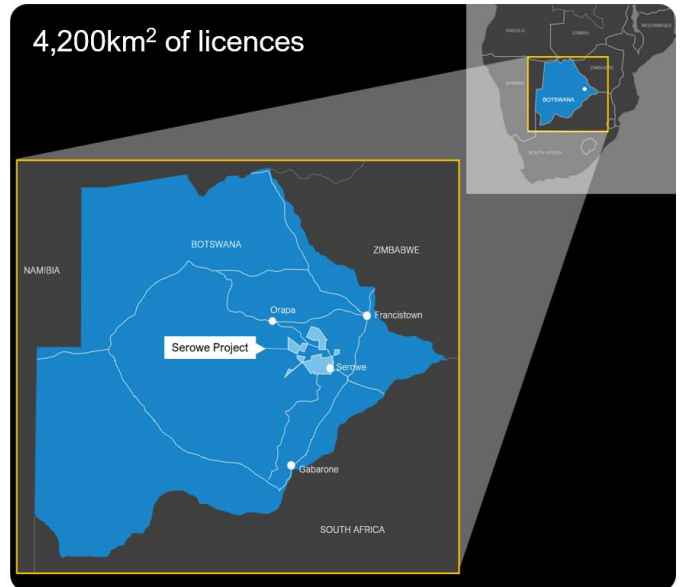 4,200km² of licences
ANGOLA
ZAMBIA
MOZAMBIQUE
ZIMBABWE
NAMIBIA
BOTSWANA
SOUTH AFRICA
BOTSWANA
ZIMBABWE
NAMIBIA
Orapa
Francistown
Serowe Project
Serowe
Gabarone
SOUTH AFRICA